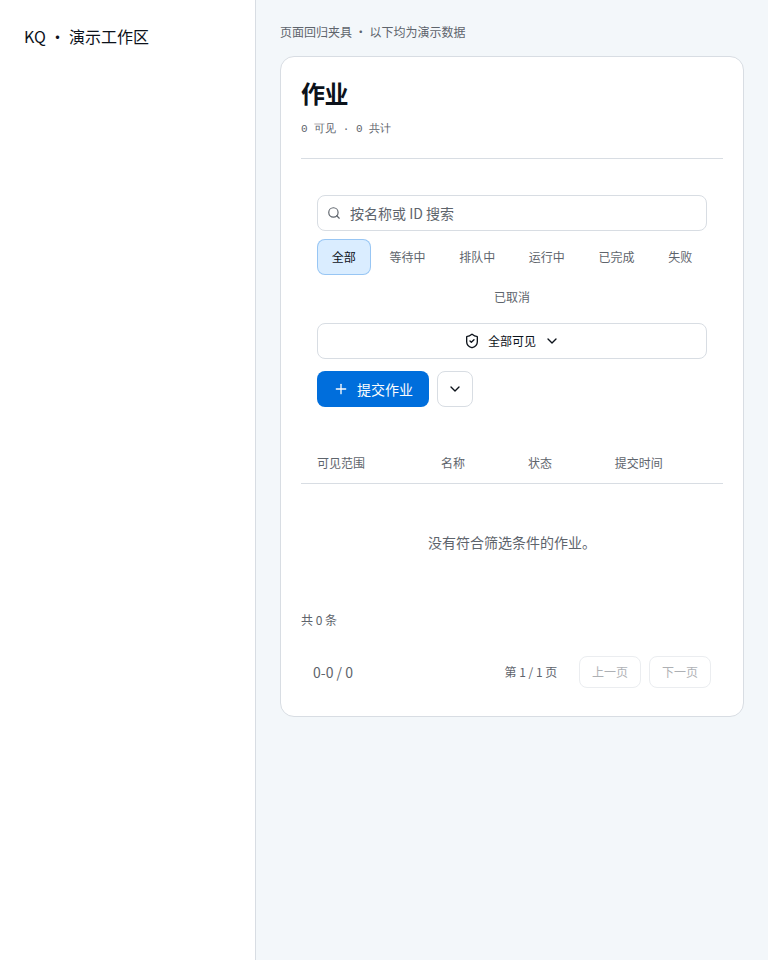 KQ · 演示工作区
页面回归夹具 · 以下均为演示数据
作业
0 可见 · 0 共计
按名称或 ID 搜索
全部 等待中 排队中 运行中 已完成 失败
已取消
全部可见
提交作业
可见范围 名称 状态 提交时间
没有符合筛选条件的作业。
共 0 条
0-0 / 0 第 1 / 1 页 上一页 下一页